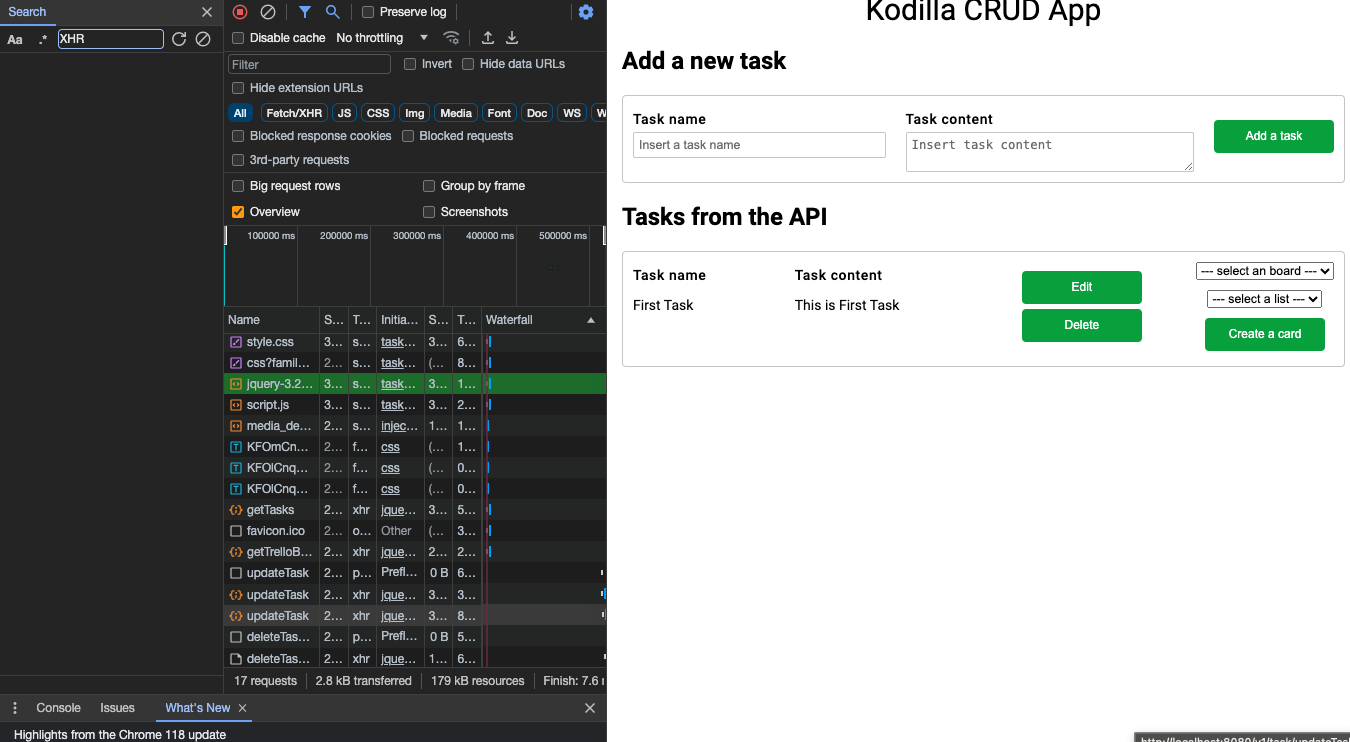 Search
Aa .* XHR
Preserve log
Disable cache No throttling
Filter Invert Hide data URLs
Hide extension URLs
All Fetch/XHR JS CSS Img Media Font Doc WS W
Blocked response cookies Blocked requests
3rd-party requests
Big request rows Group by frame
Overview Screenshots
100000 ms 200000 ms 300000 ms 400000 ms 500000 ms
Name S... T... Initia... S... T... Waterfall
style.css 3... s... task... 3... 6...
css?famil... 2... s... task... (... 8...
jquery-3.2... 3... s... task... 3... 1...
script.js 3... s... task... 3... 2...
media_de... 2... s... injec... 1... 1...
KFOmCn... 2... f... css (... 1...
KFOlCnq... 2... f... css (... 0...
KFOlCnq... 2... f... css (... 0...
getTasks 2... xhr jque... 3... 5...
favicon.ico 2... o... Other (... 3...
getTrelloB... 2... xhr jque... 2... 2...
updateTask 2... p... Prefl... 0 B 6...
updateTask 2... xhr jque... 3... 3...
updateTask 2... xhr jque... 3... 8...
deleteTas... 2... p... Prefl... 0 B 5...
deleteTas... 2... xhr jque... 1... 6...
17 requests 2.8 kB transferred 179 kB resources Finish: 7.6
Console Issues What's New
Highlights from the Chrome 118 update
Kodilla CRUD App
Add a new task
Task name Task content
Insert a task name Insert task content Add a task
Tasks from the API
Task name Task content
First Task This is First Task
Edit
Delete
--- select an board ---
--- select a list ---
Create a card
http://localhost:8080/v1/task/updateTas